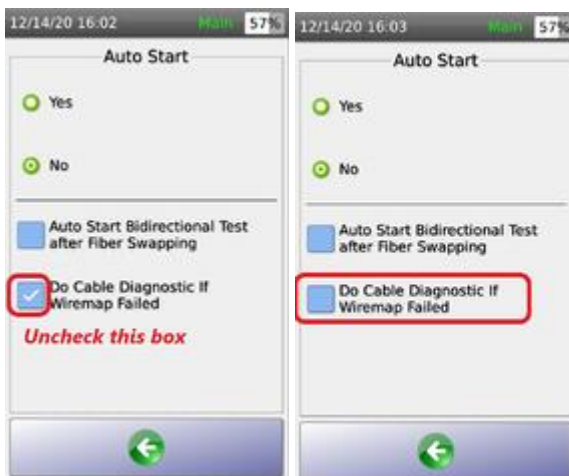 12/14/20 16:02 Main 57%
Auto Start
Yes
No
Auto Start Bidirectional Test
after Fiber Swapping
Do Cable Diagnostic If
Wiremap Failed
Uncheck this box
12/14/20 16:03 Main 57%
Auto Start
Yes
No
Auto Start Bidirectional Test
after Fiber Swapping
Do Cable Diagnostic If
Wiremap Failed